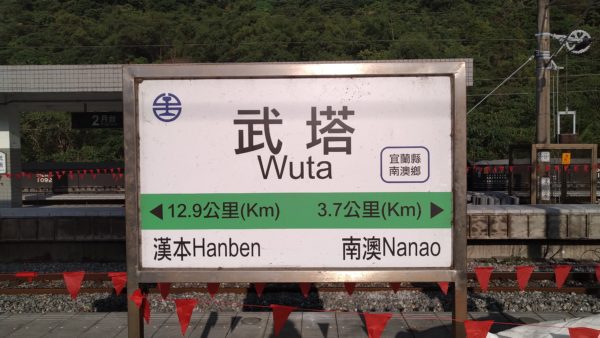 武塔
Wuta
宜蘭縣
南澳鄉
◀12.9公里(Km) 3.7公里(Km)▶
漢本Hanben 南澳Nanao
2月台